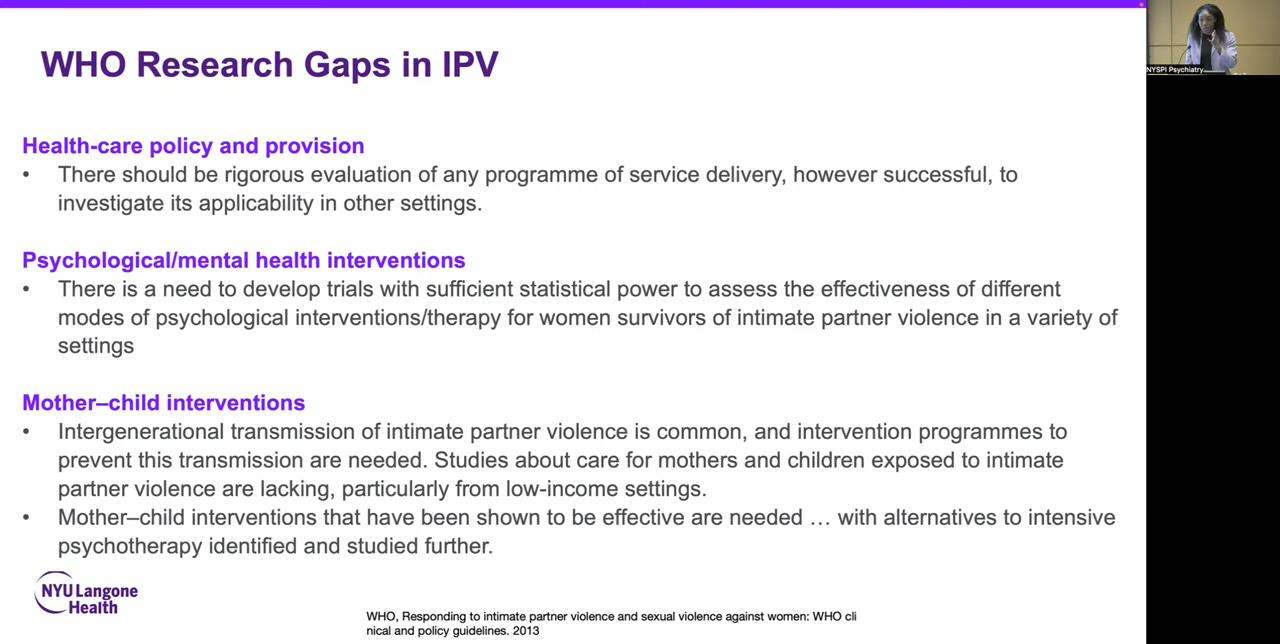 WHO Research Gaps in IPV
NYSPI Psychiatry
Health-care policy and provision
• There should be rigorous evaluation of any programme of service delivery, however successful, to
investigate its applicability in other settings.
Psychological/mental health interventions
• There is a need to develop trials with sufficient statistical power to assess the effectiveness of different
modes of psychological interventions/therapy for women survivors of intimate partner violence in a variety of
settings
Mother–child interventions
• Intergenerational transmission of intimate partner violence is common, and intervention programmes to
prevent this transmission are needed. Studies about care for mothers and children exposed to intimate
partner violence are lacking, particularly from low-income settings.
• Mother–child interventions that have been shown to be effective are needed … with alternatives to intensive
psychotherapy identified and studied further.
NYU Langone
Health
WHO, Responding to intimate partner violence and sexual violence against women: WHO cli
nical and policy guidelines. 2013